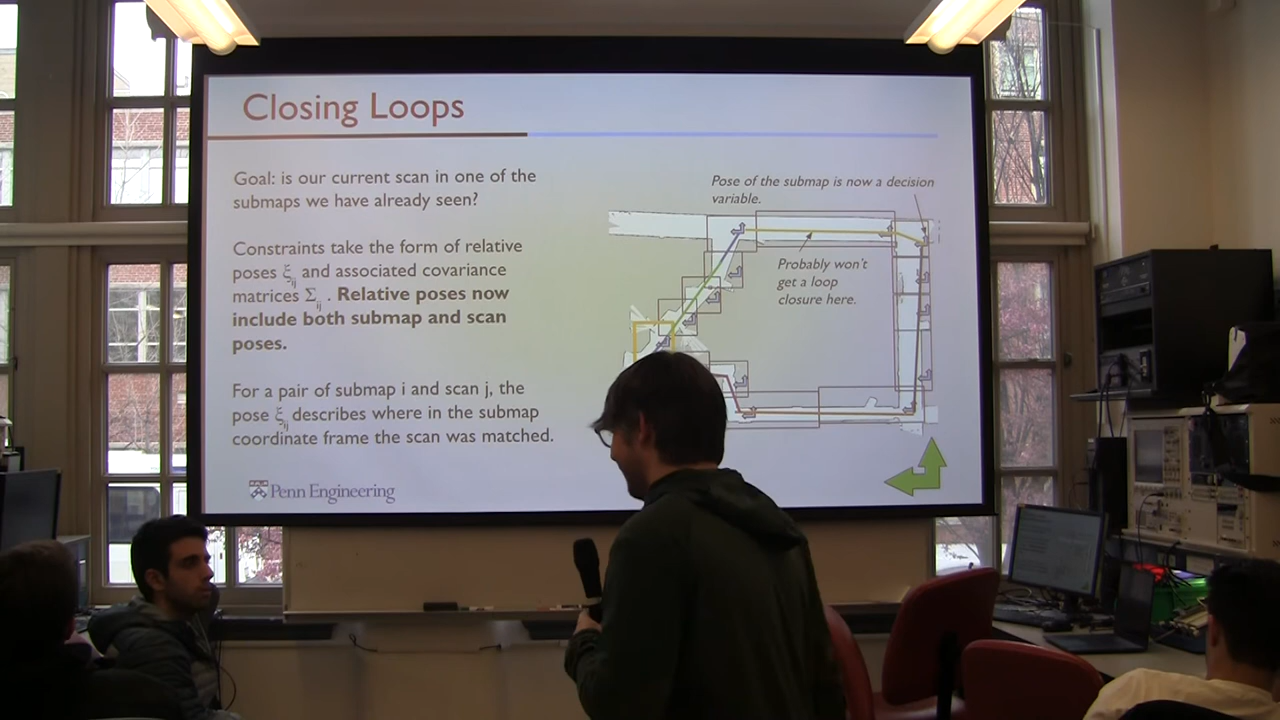 Closing Loops
Goal: is our current scan in one of the
submaps we have already seen?
Constraints take the form of relative
poses ξij and associated covariance
matrices Σij . Relative poses now
include both submap and scan
poses.
For a pair of submap i and scan j, the
pose ξij describes where in the submap
coordinate frame the scan was matched.
Pose of the submap is now a decision
variable.
Probably won't
get a loop
closure here.
Penn Engineering